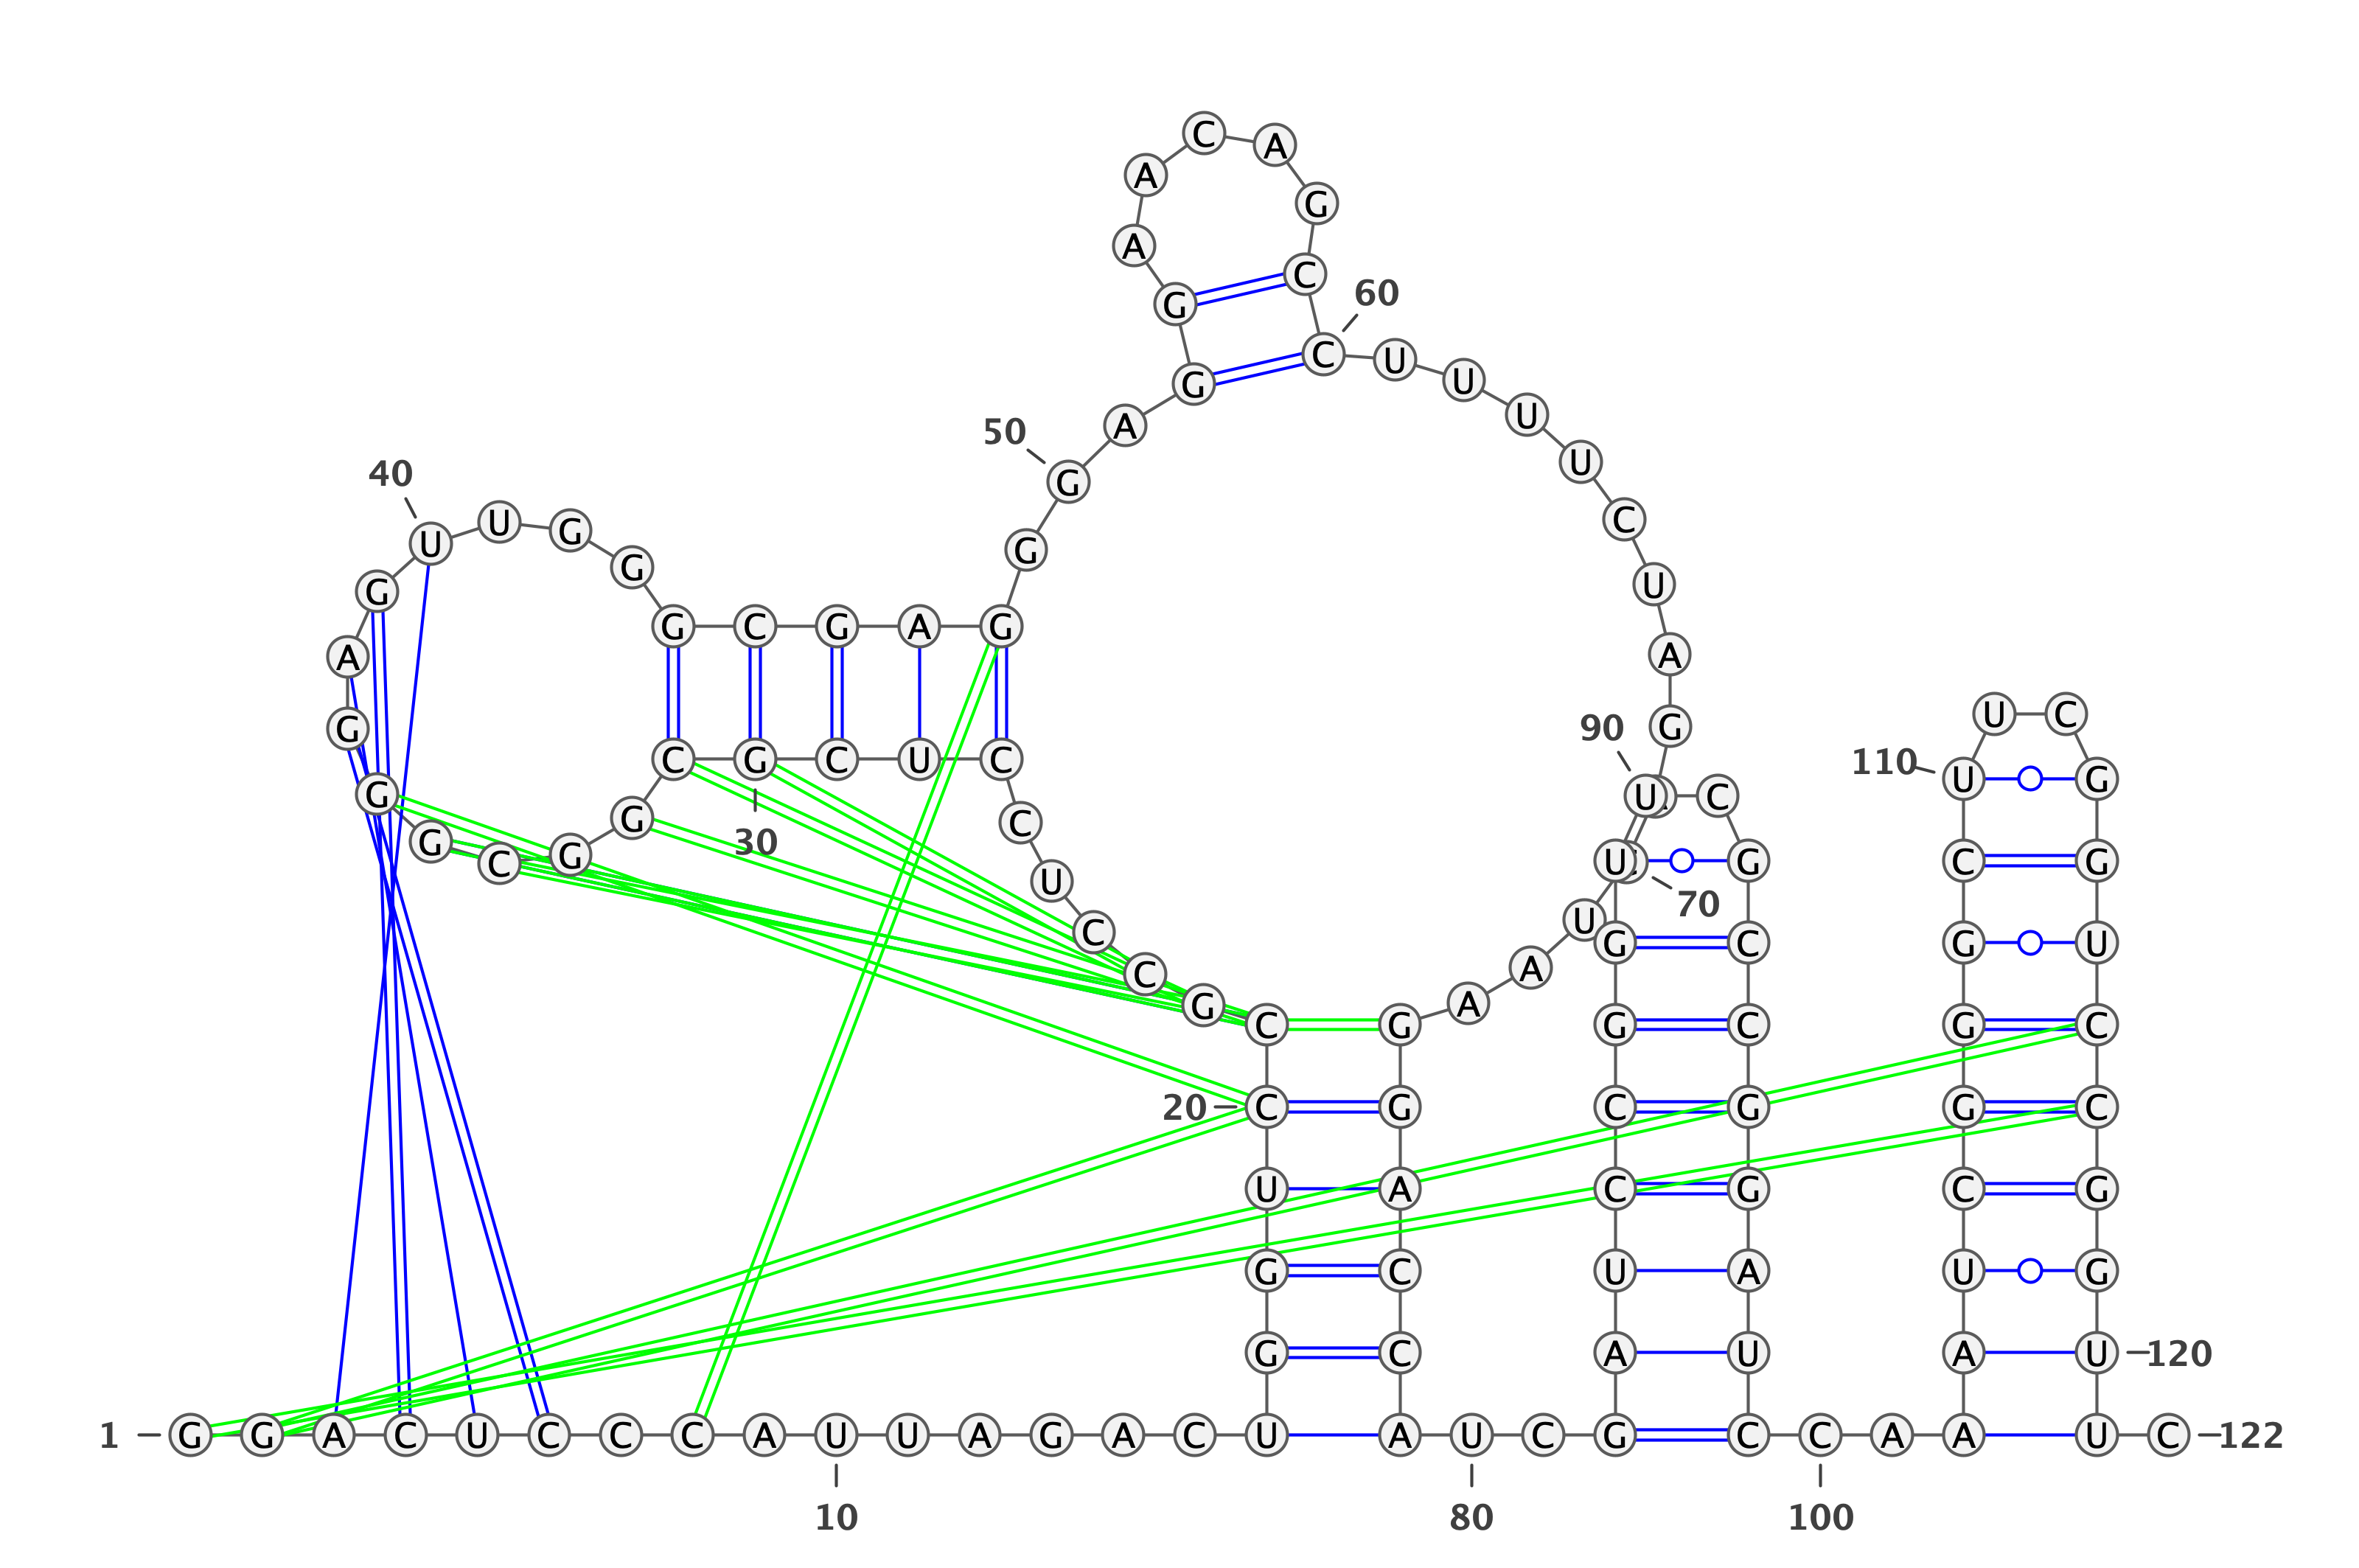 C A
A
G
A
C
60
G
C U
G U
A U
50
U
40
G
U G U C
U G
G
U
G
G C G A G
A A
G 90 G U C
C G C U C 110 U G
G U C
G C
30 G
C G U G C G
U
70
U
C
G C G U
C A
G A
C G G C G C
20 C G C G G C
U A C G C G
G C U A U G
G C A U A U 120
1 G G A C U C C C A U U A G A C U A U C G C C A A U C 122
10 80 100